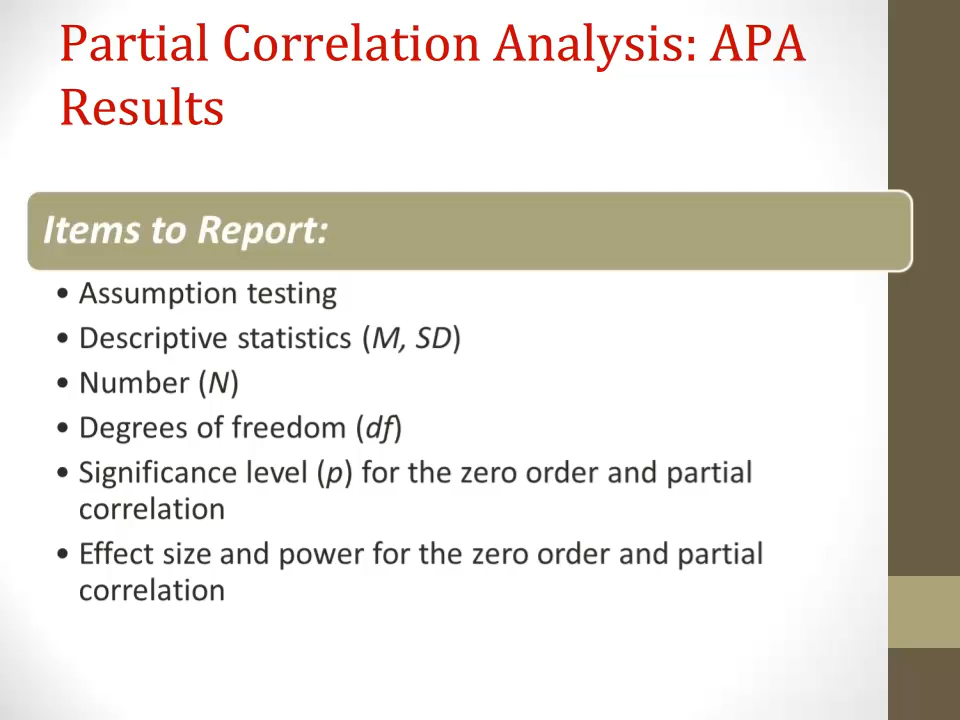 Partial Correlation Analysis: APA
Results
Items to Report:
• Assumption testing
• Descriptive statistics (M, SD)
• Number (N)
• Degrees of freedom (df)
• Significance level (p) for the zero order and partial
correlation
• Effect size and power for the zero order and partial
correlation